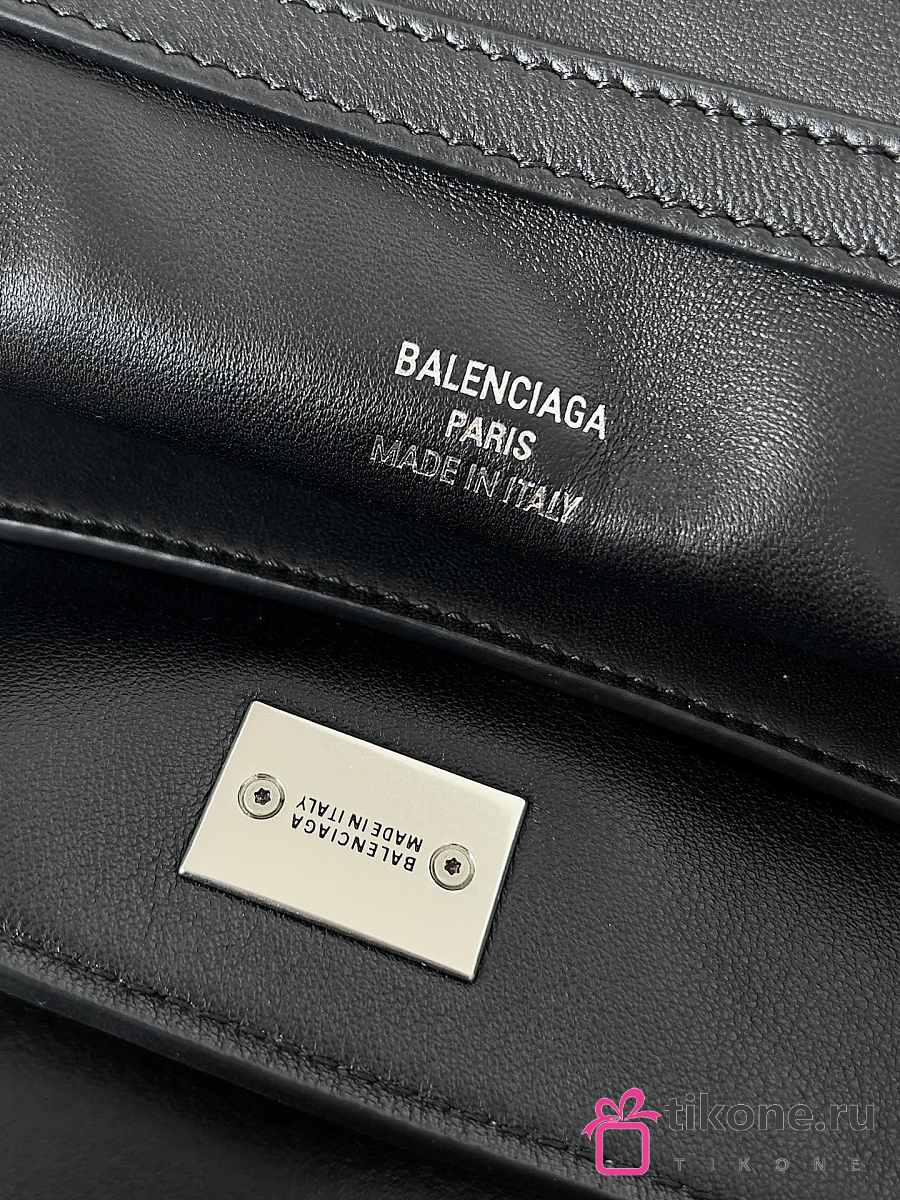 BALENCIAGA
PARIS
MADE IN ITALY
BALENCIAGA
MADE IN ITALY
tikone.ru
TIKONE